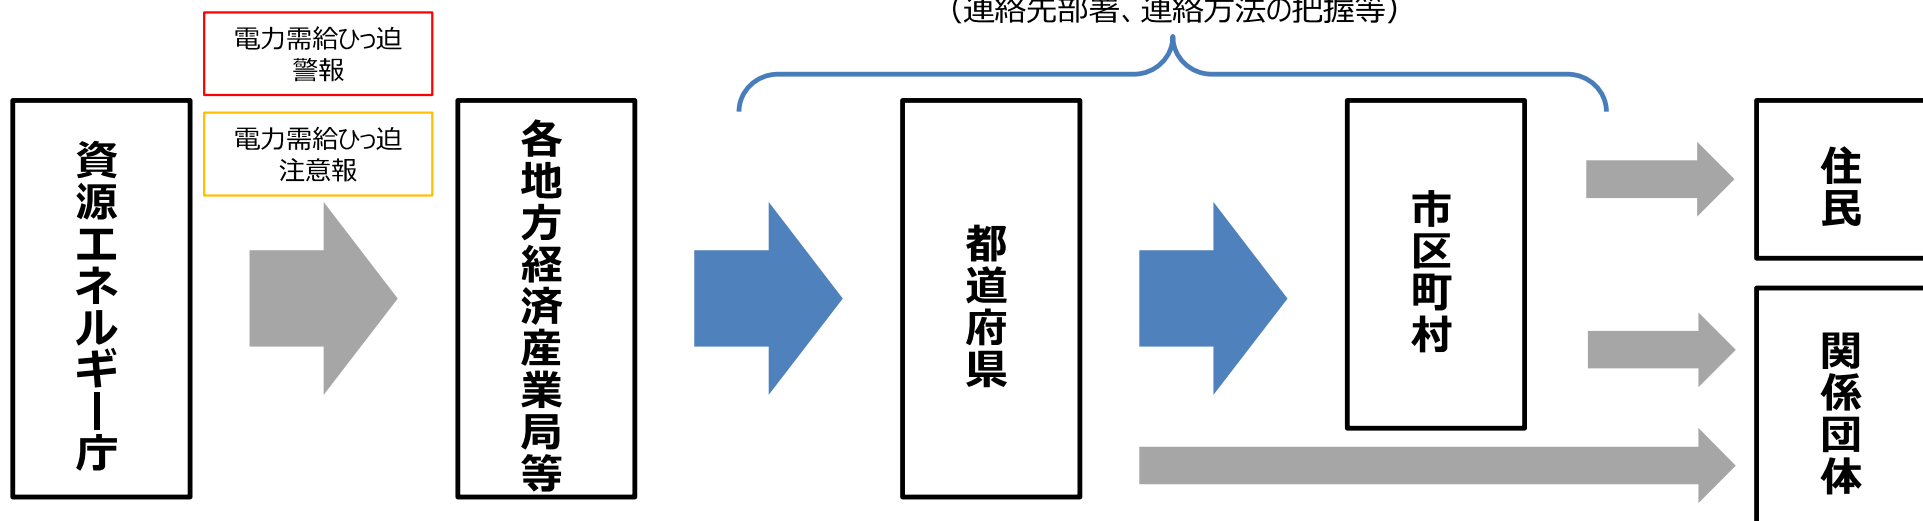 (連絡先部署、連絡方法の把握等)
電力需給ひっ迫
警報
電力需給ひっ迫
注意報
資源エネルギー庁
各地方経済産業局等
都道府県
市区町村
住民
関係団体